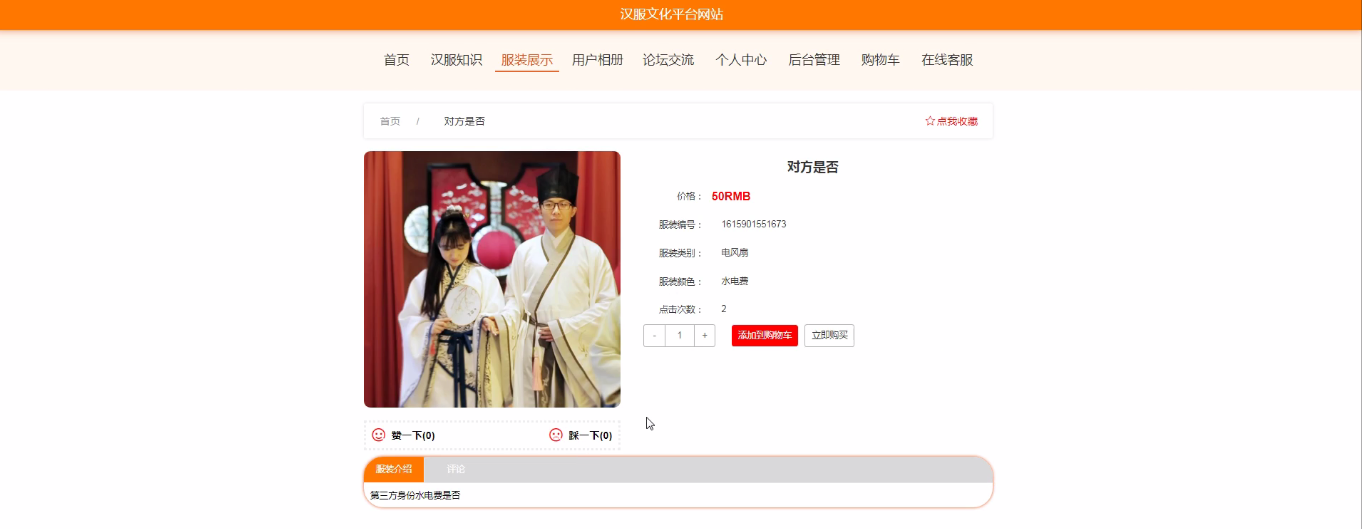 汉服文化平台网站
首页 汉服知识 服装展示 用户相册 论坛交流 个人中心 后台管理 购物车 在线客服
首页 / 对方是否 ☆点我收藏
对方是否
价格： 50RMB
服装编号： 1615901551673
服装类别： 电风扇
服装颜色： 水电费
点击次数： 2
- 1 + 添加到购物车 立即购买
赞一下(0) 踩一下(0)
服装介绍 评论
第三方身份水电费是否